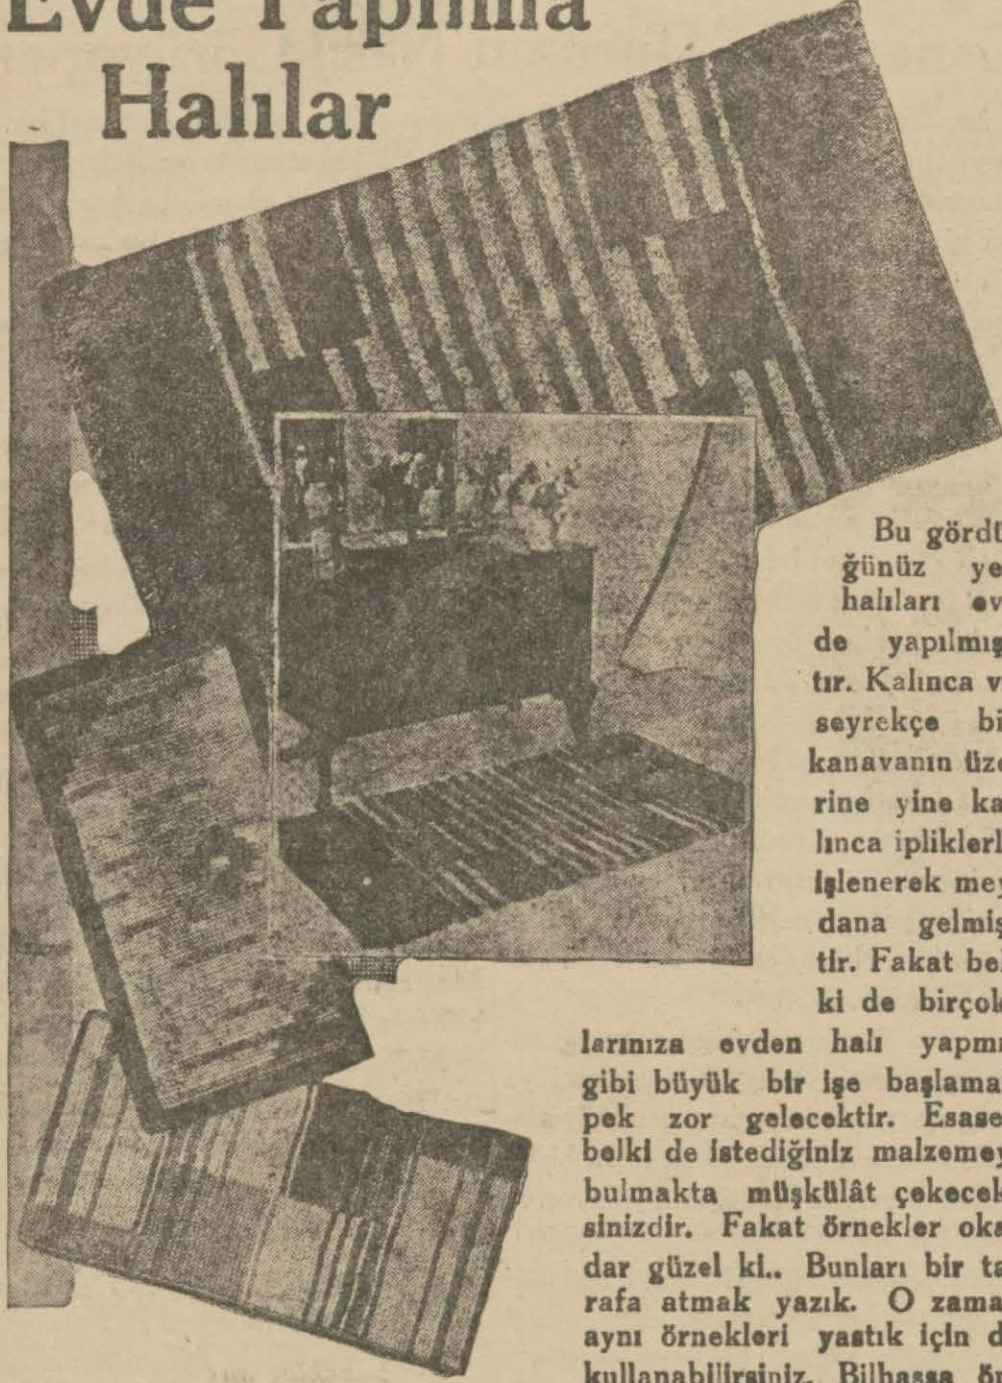 Evde Yapılma
Halılar
Bu gördü
ğünüz ye
halıları ev
de yapılmış
tır. Kalınca v
seyrekçe bi
kanavanın üze
rine yine ka
lınca iplikerl
işlenerek mey
dana gelmiş
tir. Fakat bel
ki de birçok
larınıza evden halı yapmı
gibi büyük bir işe başlama
pek zor gelecektir. Esase
belki de istediğiniz malzemey
bulmakta müşkülât çekecek
sinizdir. Fakat örnekler oka
dar güzel ki.. Bunları bir ta
rafa atmak yazık. O zama
aynı örnekleri yastık için d
kullanabilirsiniz. Bilhassa ör